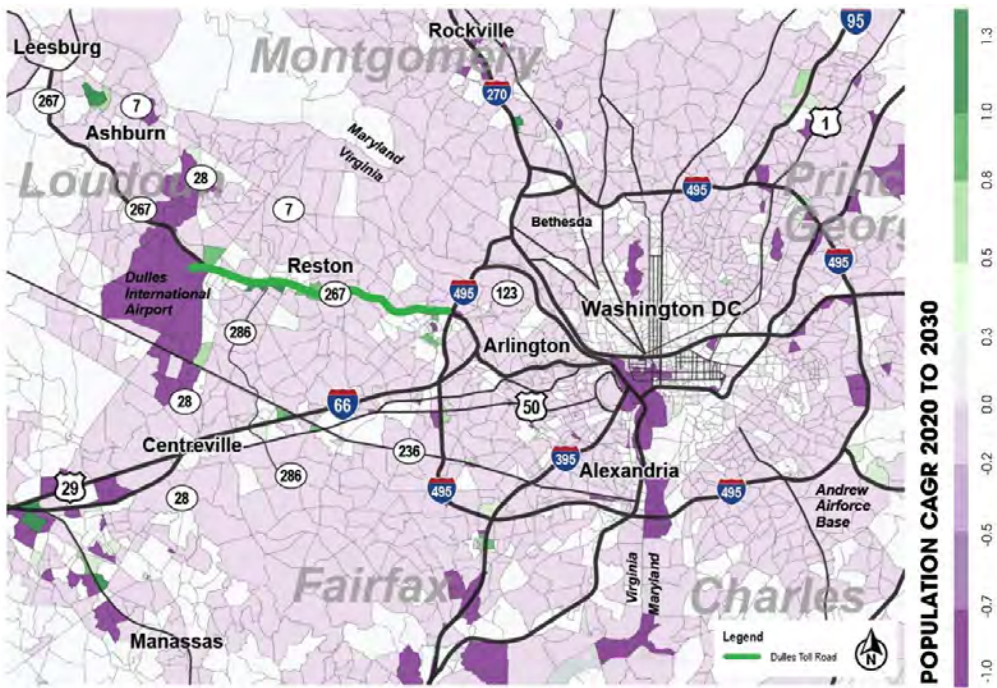 Leesburg
Rockville
95
Montgomery
267
7
270
1
Ashburn
Maryland
Virginia
Loudoun
28
495
Princ
Georg
267
7
Bethesda
Reston
495
495
Dulles
International
Airport
267
123
Washington DC
286
Arlington
28
66
50
Centreville
236
395
Alexandria
29
286
495
495
28
Andrew
Airforce
Base
Fairfax
Virginia
Maryland
Charles
Manassas
Legend
Dulles Toll Road
N
POPULATION CAGR 2020 TO 2030
1.3
1.0
0.8
0.5
0.3
0.0
-0.2
-0.5
-0.7
-1.0